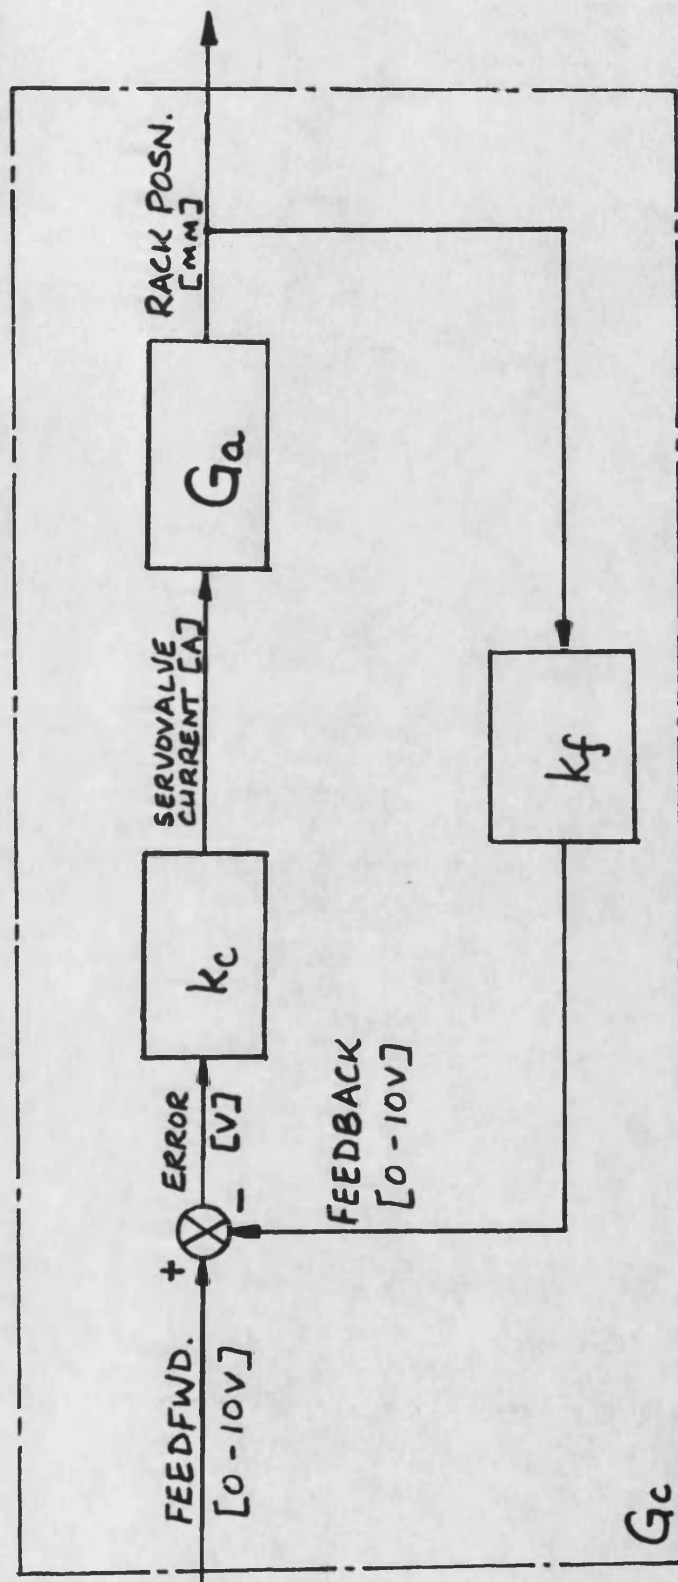 FEEDFWD.
[0-10V]
+
-
ERROR
[V]
kc
SERVOVALVE
CURRENT [A]
Ga
RACK POSN.
[MM]
FEEDBACK
[0-10V]
kf
Gc